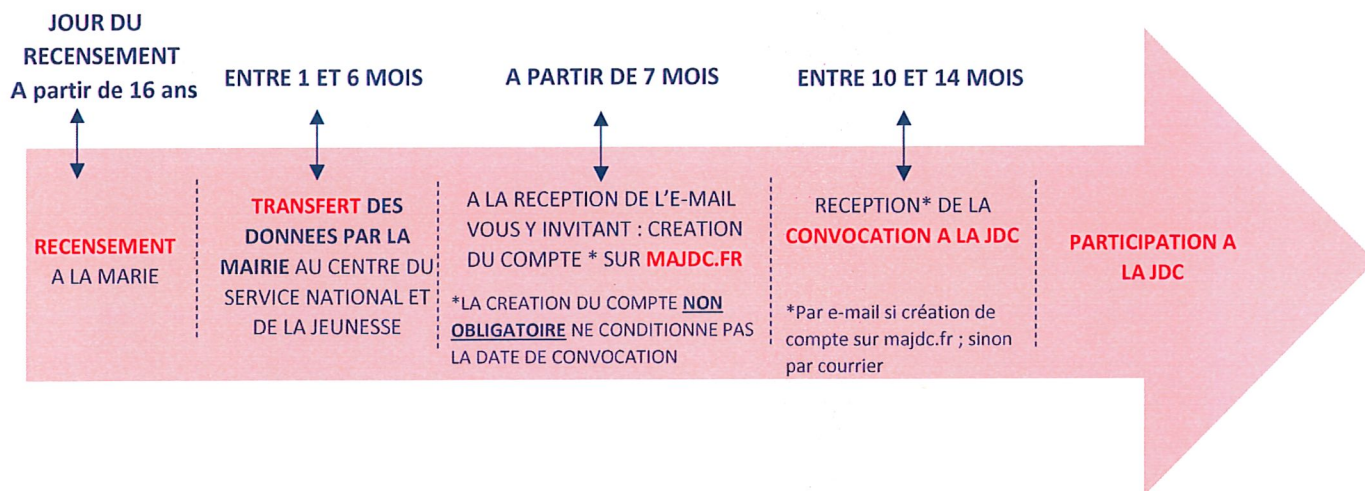 JOUR DU
RECENSEMENT
A partir de 16 ans
ENTRE 1 ET 6 MOIS
A PARTIR DE 7 MOIS
ENTRE 10 ET 14 MOIS
RECENSEMENT
A LA MARIE
TRANSFERT DES
DONNEES PAR LA
MAIRIE AU CENTRE DU
SERVICE NATIONAL ET
DE LA JEUNESSE
A LA RECEPTION DE L'E-MAIL
VOUS Y INVITANT : CREATION
DU COMPTE * SUR MAJDC.FR
*LA CREATION DU COMPTE NON
OBLIGATOIRE NE CONDITIONNE PAS
LA DATE DE CONVOCATION
RECEPTION* DE LA
CONVOCATION A LA JDC
*Par e-mail si création de
compte sur majdc.fr ; sinon
par courrier
PARTICIPATION A
LA JDC